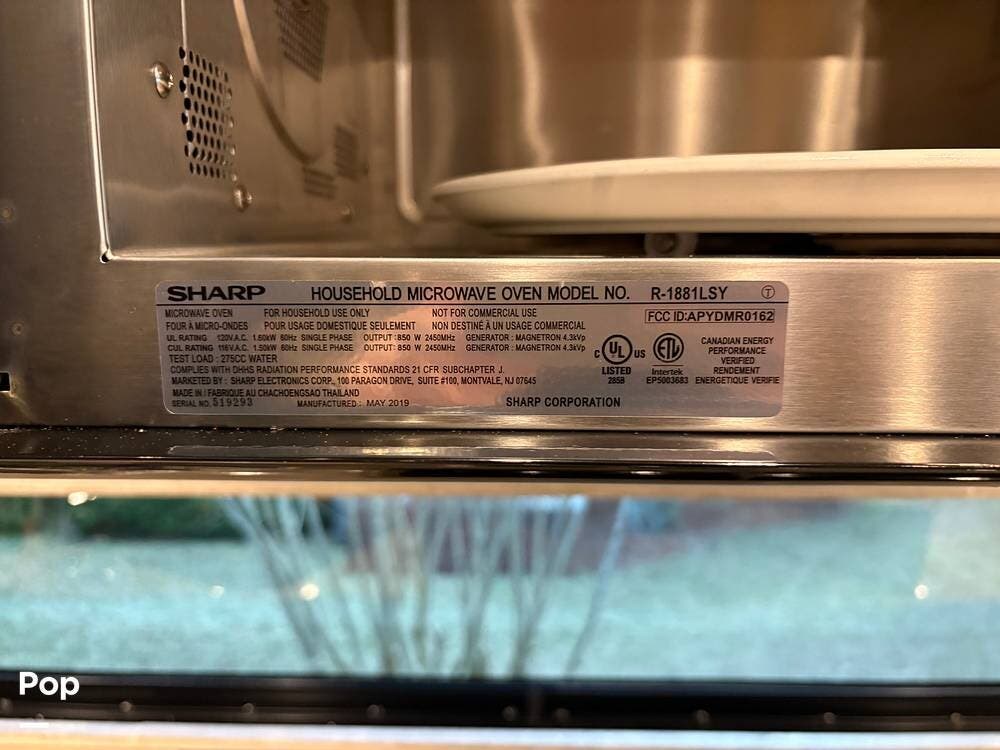 SHARP HOUSEHOLD MICROWAVE OVEN MODEL NO. R-1881LSY T
MICROWAVE OVEN FOR HOUSEHOLD USE ONLY NOT FOR COMMERCIAL USE
FCC ID:APYDMR0162
FOUR À MICRO-ONDES POUR USAGE DOMESTIQUE SEULEMENT NON DESTINÉ À UN USAGE COMMERCIAL
UL RATING 120V.A.C. 1.60kW 60Hz SINGLE PHASE OUTPUT:850 W 2450MHz GENERATOR : MAGNETRON 4.3kVp
CUL RATING 116V.A.C. 1.50kW 60Hz SINGLE PHASE OUTPUT:850 W 2450MHz GENERATOR : MAGNETRON 4.3kVp
TEST LOAD : 275CC WATER
COMPLIES WITH DHHS RADIATION PERFORMANCE STANDARDS 21 CFR SUBCHAPTER J.
MARKETED BY : SHARP ELECTRONICS CORP., 100 PARAGON DRIVE, SUITE #100, MONTVALE, NJ 07645
MADE IN / FABRIQUE AU CHACHOENGSAO THAILAND
SERIAL NO. 519293 MANUFACTURED : MAY 2019 SHARP CORPORATION
C UL US
LISTED
285B
ETL
Intertek
EP5003683
CANADIAN ENERGY
PERFORMANCE
VERIFIED
RENDEMENT
ENERGETIQUE VERIFIE
Pop